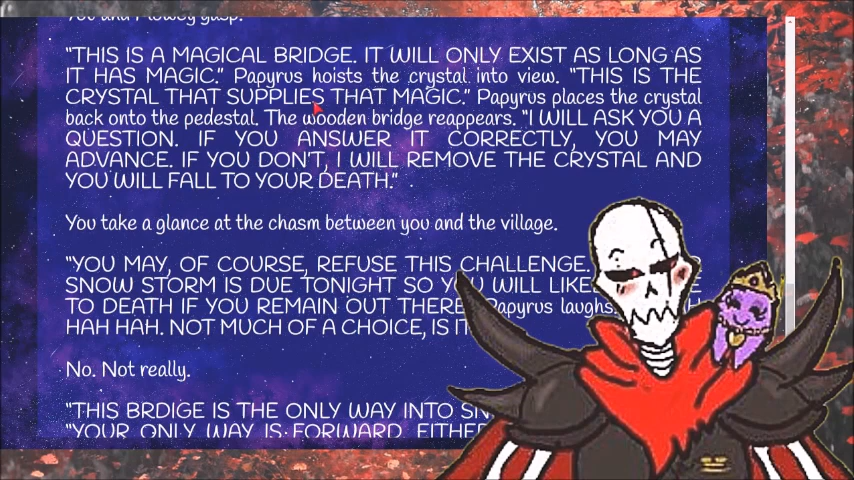 You and Flowey gasp.
"THIS IS A MAGICAL BRIDGE. IT WILL ONLY EXIST AS LONG AS
IT HAS MAGIC." Papyrus hoists the crystal into view. "THIS IS THE
CRYSTAL THAT SUPPLIES THAT MAGIC." Papyrus places the crystal
back onto the pedestal. The wooden bridge reappears. "I WILL ASK YOU A
QUESTION. IF YOU ANSWER IT CORRECTLY, YOU MAY
ADVANCE. IF YOU DON'T, I WILL REMOVE THE CRYSTAL AND
YOU WILL FALL TO YOUR DEATH."
You take a glance at the chasm between you and the village.
"YOU MAY, OF COURSE, REFUSE THIS CHALLENGE.
SNOW STORM IS DUE TONIGHT SO YOU WILL LIKE
TO DEATH IF YOU REMAIN OUT THERE Papyrus laughs.
HAH HAH. NOT MUCH OF A CHOICE, IS IT
No. Not really.
"THIS BRDIGE IS THE ONLY WAY INTO SN
"YOUR ONLY WAY IS FORWARD. EITHER